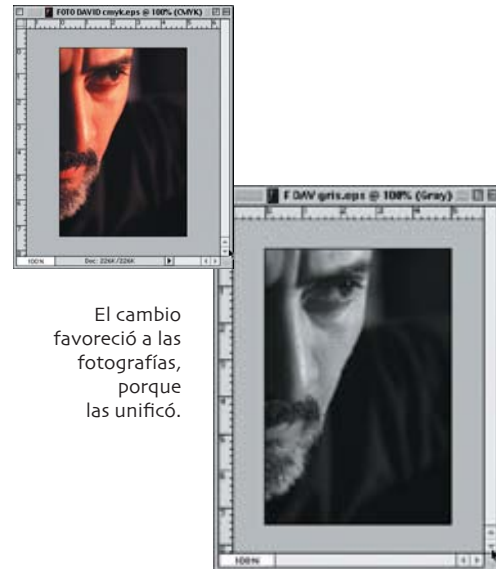 FOTO DAVID cmyk.eps @ 100% (CMYK)
100% Doc: 226K/226K
F DAV gris.eps @ 100% (Gray)
El cambio
favoreció a las
fotografías,
porque
las unificó.
100%